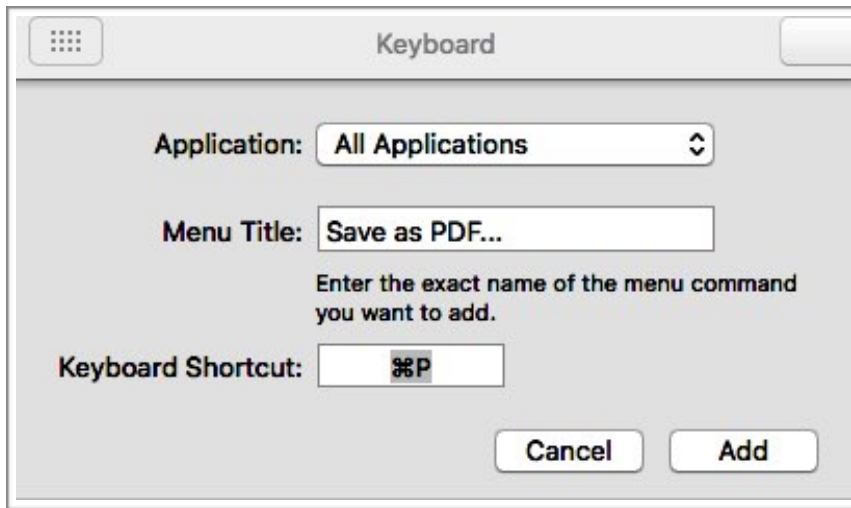 Keyboard
Application: All Applications
Menu Title: Save as PDF...
Enter the exact name of the menu command
you want to add.
Keyboard Shortcut: ⌘P
Cancel Add